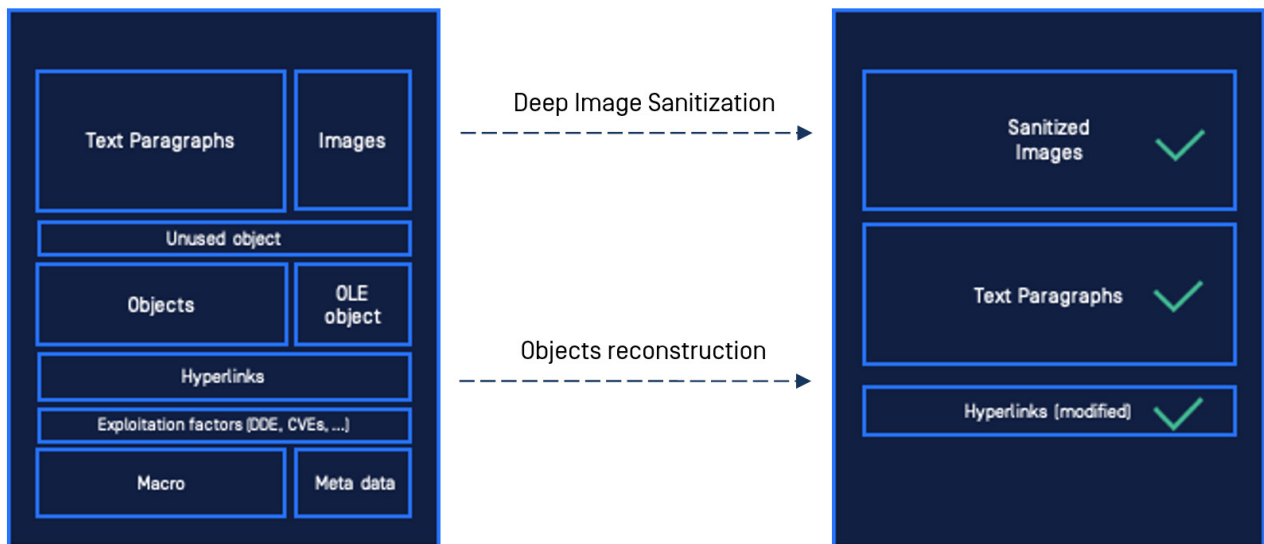 Text Paragraphs
Images
Unused object
Objects
OLE
object
Hyperlinks
Exploitation factors (DDE, CVEs, ...)
Macro
Meta data
Deep Image Sanitization
Objects reconstruction
Sanitized
Images
Text Paragraphs
Hyperlinks (modified)